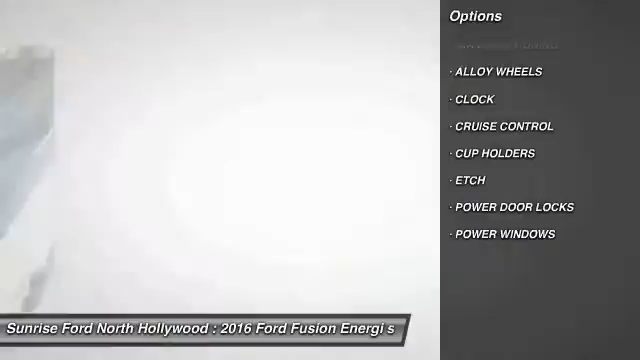 Options
· ALLOY WHEELS
· CLOCK
· CRUISE CONTROL
· CUP HOLDERS
· ETCH
· POWER DOOR LOCKS
· POWER WINDOWS
Sunrise Ford North Hollywood : 2016 Ford Fusion Energi s